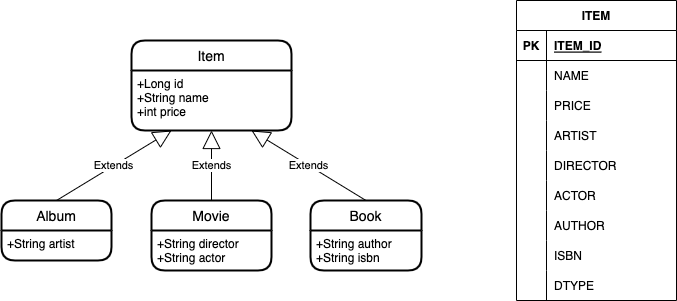 Item
+Long id
+String name
+int price
Extends
Extends
Extends
Album
+String artist
Movie
+String director
+String actor
Book
+String author
+String isbn
ITEM
PK ITEM_ID
NAME
PRICE
ARTIST
DIRECTOR
ACTOR
AUTHOR
ISBN
DTYPE